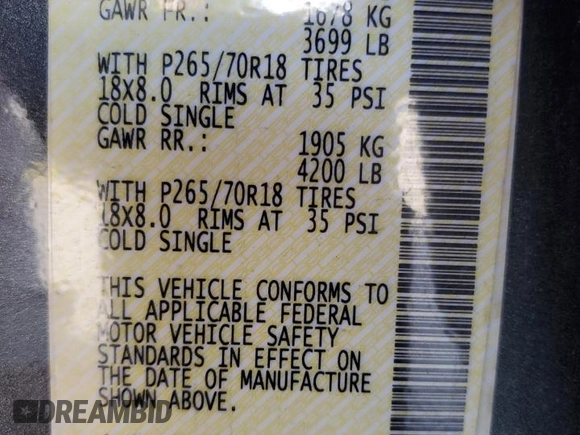 GAWR FR.: 1678 KG
3699 LB
WITH P265/70R18 TIRES
18X8.0 RIMS AT 35 PSI
COLD SINGLE
GAWR RR.: 1905 KG
4200 LB
WITH P265/70R18 TIRES
18X8.0 RIMS AT 35 PSI
COLD SINGLE
THIS VEHICLE CONFORMS TO
ALL APPLICABLE FEDERAL
MOTOR VEHICLE SAFETY
STANDARDS IN EFFECT ON
THE DATE OF MANUFACTURE
SHOWN ABOVE.
DREAMBID